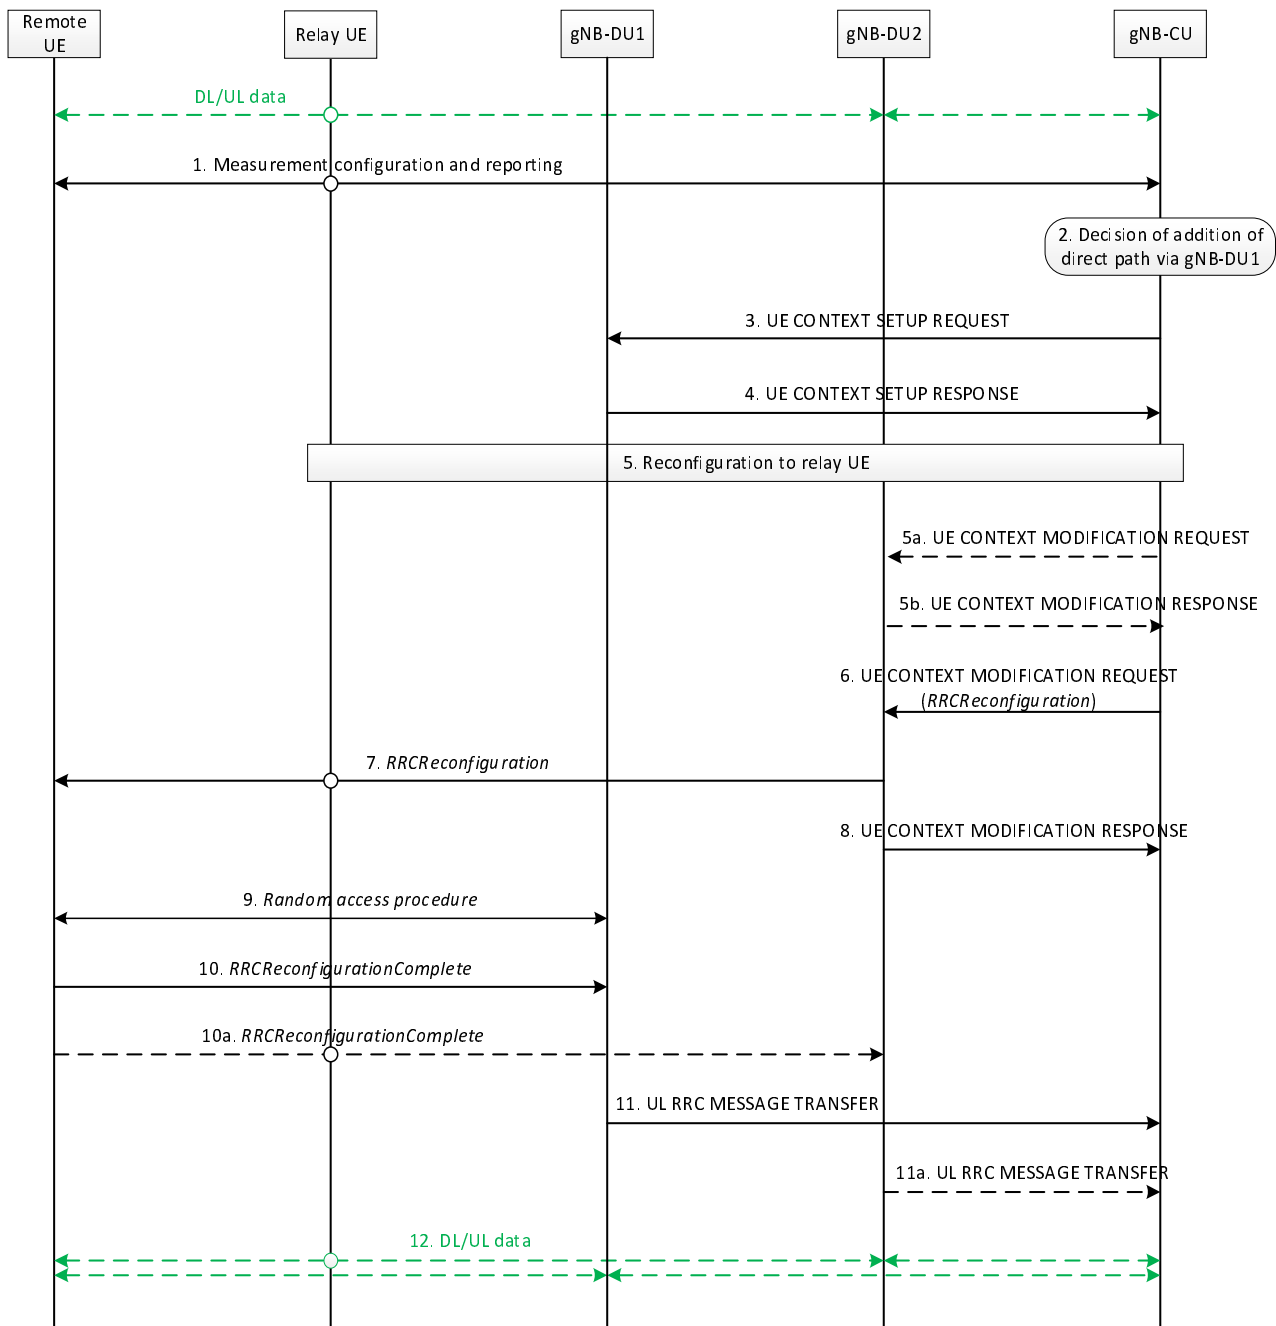 Remote
UE
Relay UE
gNB-DU1
gNB-DU2
gNB-CU
DL/UL data
1. Measurement configuration and reporting
2. Decision of addition of
direct path via gNB-DU1
3. UE CONTEXT SETUP REQUEST
4. UE CONTEXT SETUP RESPONSE
5. Reconfiguration to relay UE
5a. UE CONTEXT MODIFICATION REQUEST
5b. UE CONTEXT MODIFICATION RESPONSE
6. UE CONTEXT MODIFICATION REQUEST
(RRCReconfiguration)
7. RRCReconfiguration
8. UE CONTEXT MODIFICATION RESPONSE
9. Random access procedure
10. RRCReconfigurationComplete
10a. RRCReconfigurationComplete
11. UL RRC MESSAGE TRANSFER
11a. UL RRC MESSAGE TRANSFER
12. DL/UL data